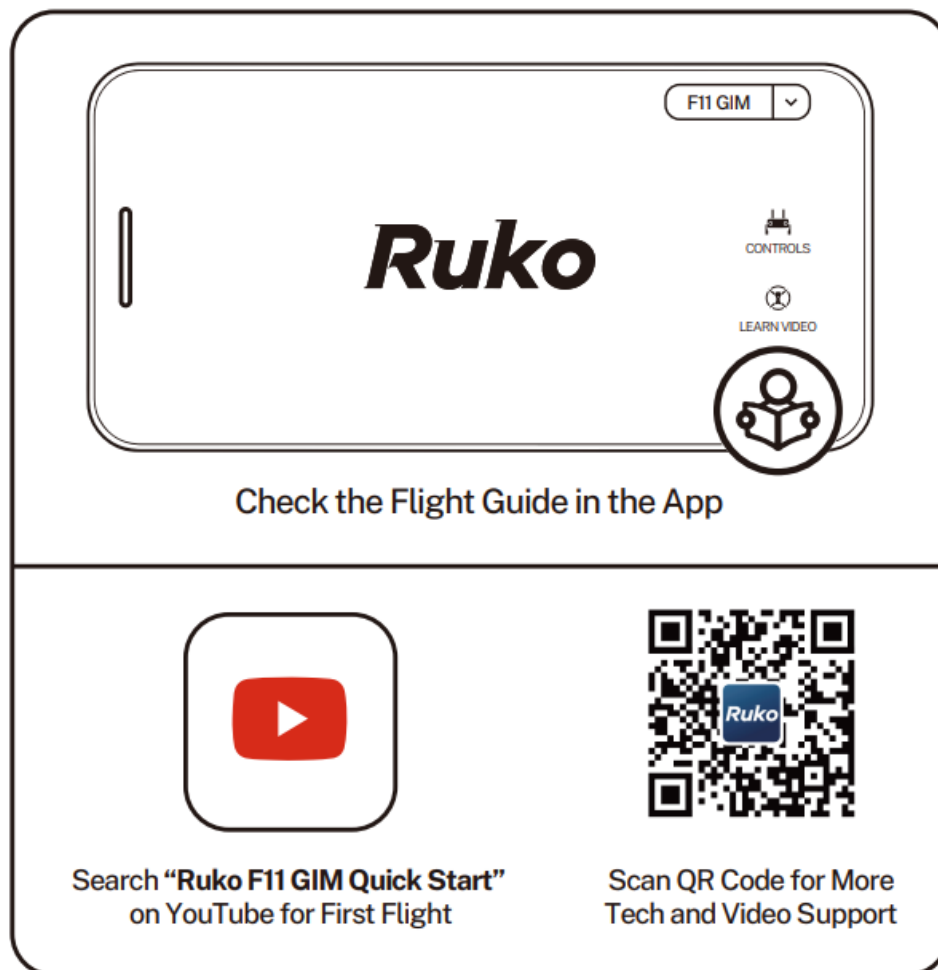 F11 GIM
Ruko
CONTROLS
LEARN VIDEO
Check the Flight Guide in the App
Ruko
Search “Ruko F11 GIM Quick Start”
on YouTube for First Flight
Scan QR Code for More
Tech and Video Support